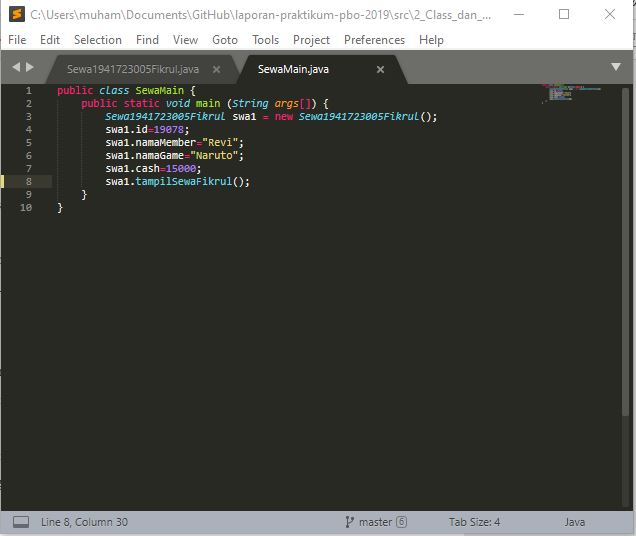 C:\Users\muham\Documents\GitHub\laporan-praktikum-pbo-2019\src\2_Class_dan_...
File Edit Selection Find View Goto Tools Project Preferences Help
Sewa1941723005Fikrul.java SewaMain.java
1 public class SewaMain {
2 public static void main (String args[]) {
3 Sewa1941723005Fikrul swa1 = new Sewa1941723005Fikrul();
4 swa1.id=19078;
5 swa1.namaMember="Revi";
6 swa1.namaGame="Naruto";
7 swa1.cash=15000;
8 swa1.tampilSewaFikrul();
9 }
10 }
Line 8, Column 30 master 6 Tab Size: 4 Java